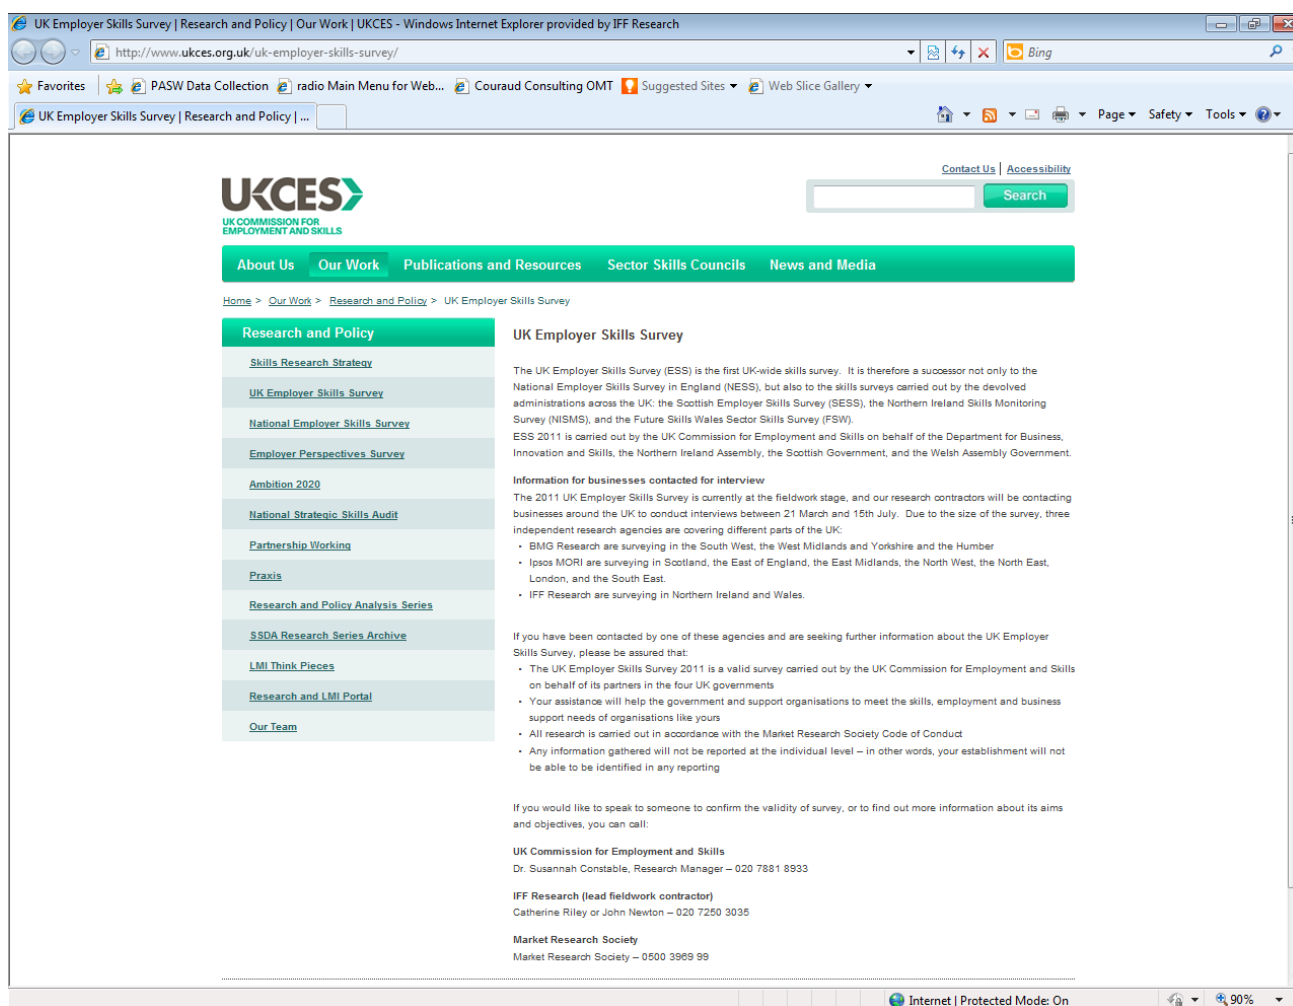 UK Employer Skills Survey | Research and Policy | Our Work | UKCES - Windows Internet Explorer provided by IFF Research
http://www.ukces.org.uk/uk-employer-skills-survey/
Bing
Favorites
PASW Data Collection
radio Main Menu for Web...
Couraud Consulting OMT
Suggested Sites
Web Slice Gallery
UK Employer Skills Survey | Research and Policy | ...
Page
Safety
Tools
Contact Us | Accessibility
UKCES
UK COMMISSION FOR
EMPLOYMENT AND SKILLS
Search
About Us Our Work Publications and Resources Sector Skills Councils News and Media
Home > Our Work > Research and Policy > UK Employer Skills Survey
Research and Policy
Skills Research Strategy
UK Employer Skills Survey
National Employer Skills Survey
Employer Perspectives Survey
Ambition 2020
National Strategic Skills Audit
Partnership Working
Praxis
Research and Policy Analysis Series
SSDA Research Series Archive
LMI Think Pieces
Research and LMI Portal
Our Team
UK Employer Skills Survey
The UK Employer Skills Survey (ESS) is the first UK-wide skills survey. It is therefore a successor not only to the
National Employer Skills Survey in England (NESS), but also to the skills surveys carried out by the devolved
administrations across the UK: the Scottish Employer Skills Survey (SESS), the Northern Ireland Skills Monitoring
Survey (NISMS), and the Future Skills Wales Sector Skills Survey (FSW).
ESS 2011 is carried out by the UK Commission for Employment and Skills on behalf of the Department for Business,
Innovation and Skills, the Northern Ireland Assembly, the Scottish Government, and the Welsh Assembly Government.
Information for businesses contacted for interview
The 2011 UK Employer Skills Survey is currently at the fieldwork stage, and our research contractors will be contacting
businesses around the UK to conduct interviews between 21 March and 15th July. Due to the size of the survey, three
independent research agencies are covering different parts of the UK:
• BMG Research are surveying in the South West, the West Midlands and Yorkshire and the Humber
• Ipsos MORI are surveying in Scotland, the East of England, the East Midlands, the North West, the North East,
London, and the South East.
• IFF Research are surveying in Northern Ireland and Wales.
If you have been contacted by one of these agencies and are seeking further information about the UK Employer
Skills Survey, please be assured that:
• The UK Employer Skills Survey 2011 is a valid survey carried out by the UK Commission for Employment and Skills
on behalf of its partners in the four UK governments
• Your assistance will help the government and support organisations to meet the skills, employment and business
support needs of organisations like yours
• All research is carried out in accordance with the Market Research Society Code of Conduct
• Any information gathered will not be reported at the individual level – in other words, your establishment will not
be able to be identified in any reporting
If you would like to speak to someone to confirm the validity of survey, or to find out more information about its aims
and objectives, you can call:
UK Commission for Employment and Skills
Dr. Susannah Constable, Research Manager – 020 7881 8933
IFF Research (lead fieldwork contractor)
Catherine Riley or John Newton – 020 7250 3035
Market Research Society
Market Research Society – 0500 3969 99
Internet | Protected Mode: On
90%